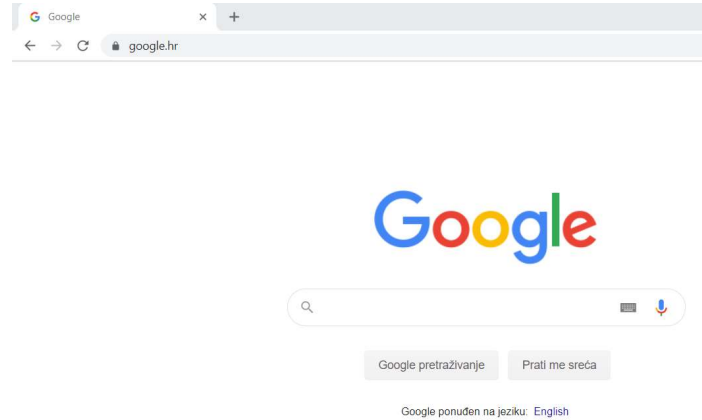 Google
google.hr
Google
Google pretraživanje Prati me sreća
Google ponuđen na jeziku: English